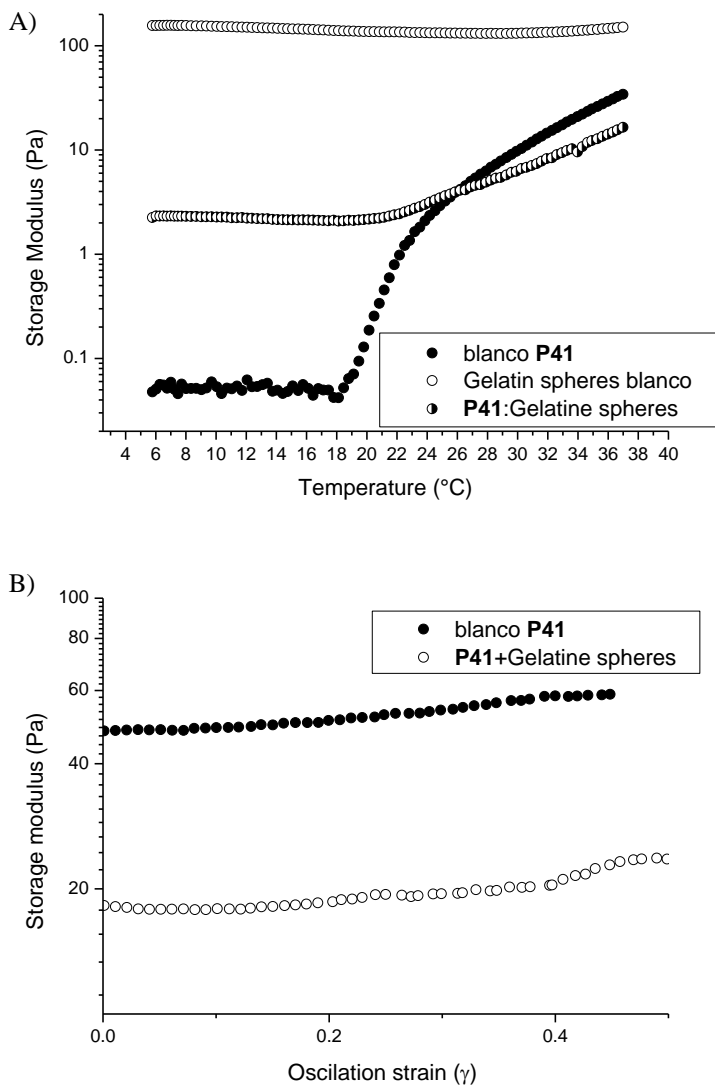 A)
100
10
1
0.1
Storage Modulus (Pa)
blanco P41
Gelatin spheres blanco
P41:Gelatine spheres
4 6 8 10 12 14 16 18 20 22 24 26 28 30 32 34 36 38 40
Temperature (°C)
B)
100
80
60
40
20
Storage modulus (Pa)
blanco P41
P41+Gelatine spheres
0.0 0.2 0.4
Oscilation strain (γ)